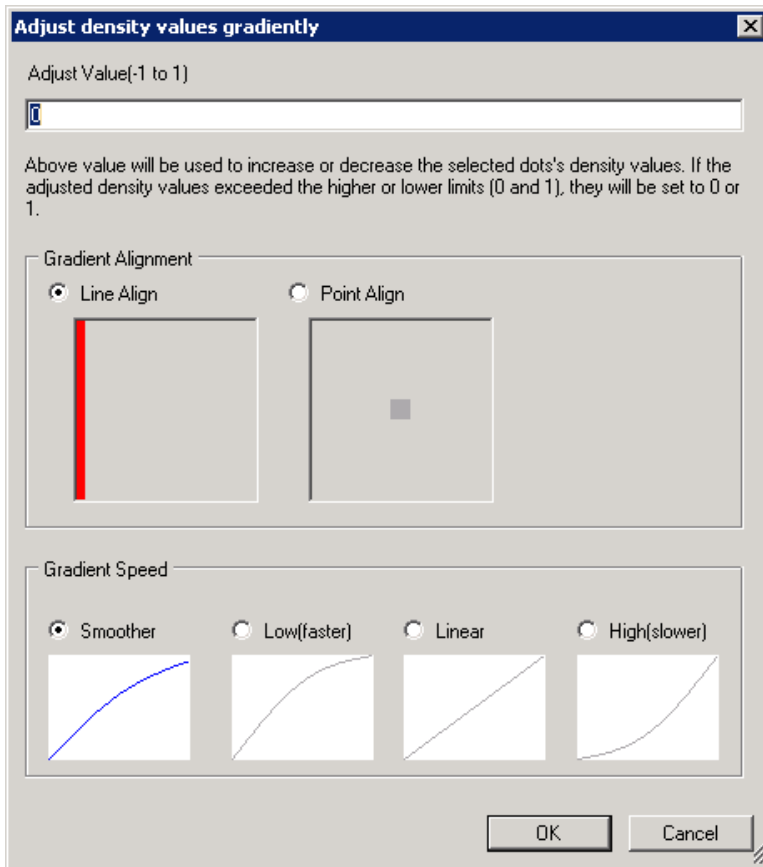 Adjust density values gradiently
Adjust Value(-1 to 1)
0
Above value will be used to increase or decrease the selected dots's density values. If the
adjusted density values exceeded the higher or lower limits (0 and 1), they will be set to 0 or
1.
Gradient Alignment
Line Align Point Align
Gradient Speed
Smoother Low(faster) Linear High(slower)
OK Cancel